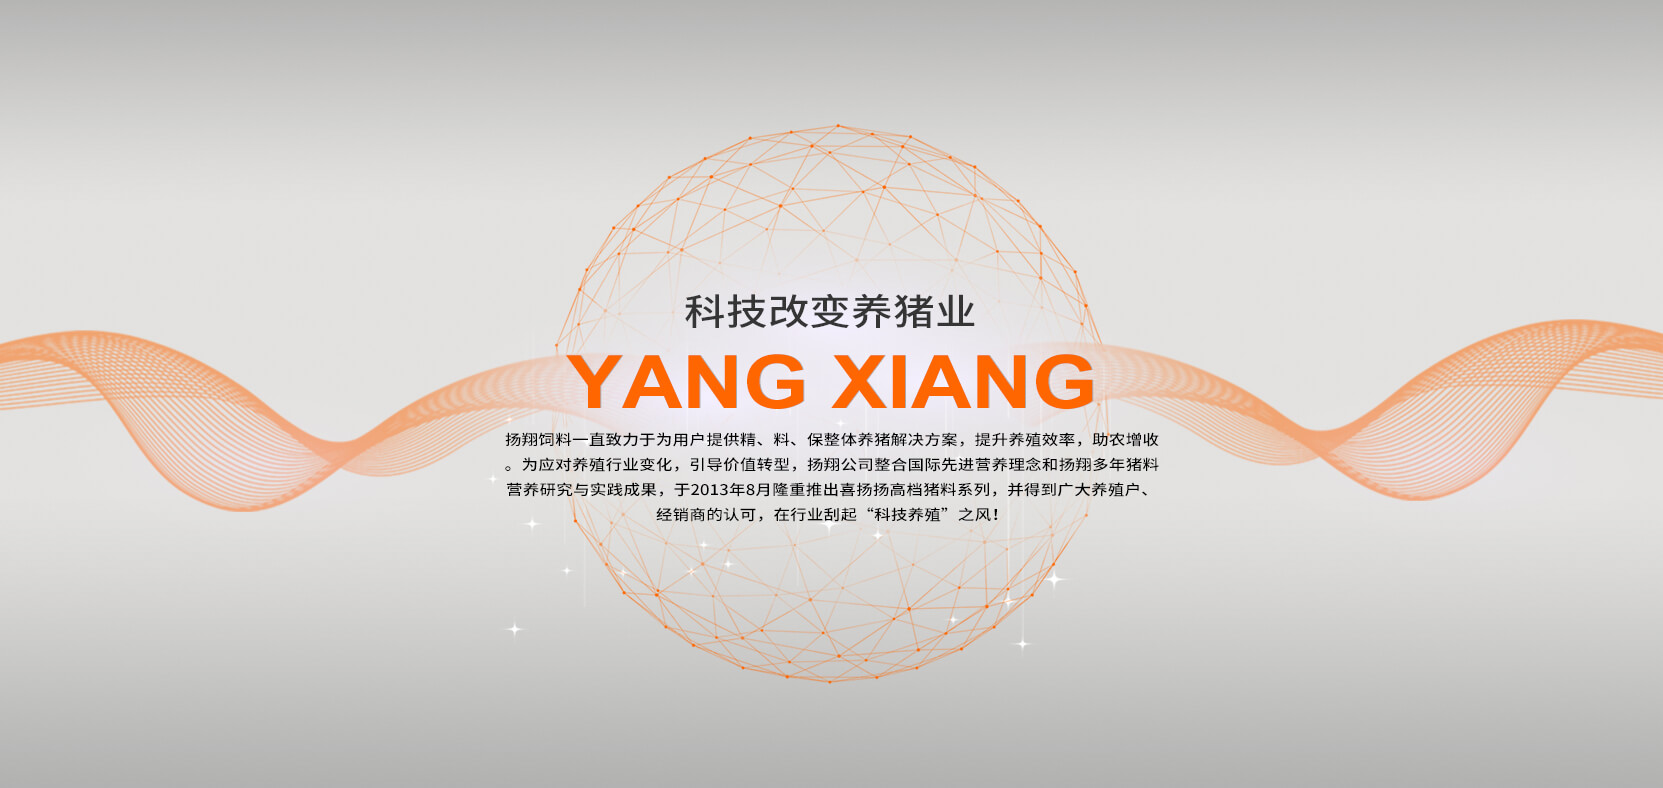 科技改变养猪业
YANG XIANG
扬翔饲料一直致力于为用户提供精、料、保整体养猪解决方案，提升养殖效率，助农增收
。为应对养殖行业变化，引导价值转型，扬翔公司整合国际先进营养理念和扬翔多年猪料
营养研究与实践成果，于2013年8月隆重推出喜扬扬高档猪料系列，并得到广大养殖户、
经销商的认可，在行业刮起“科技养殖”之风！